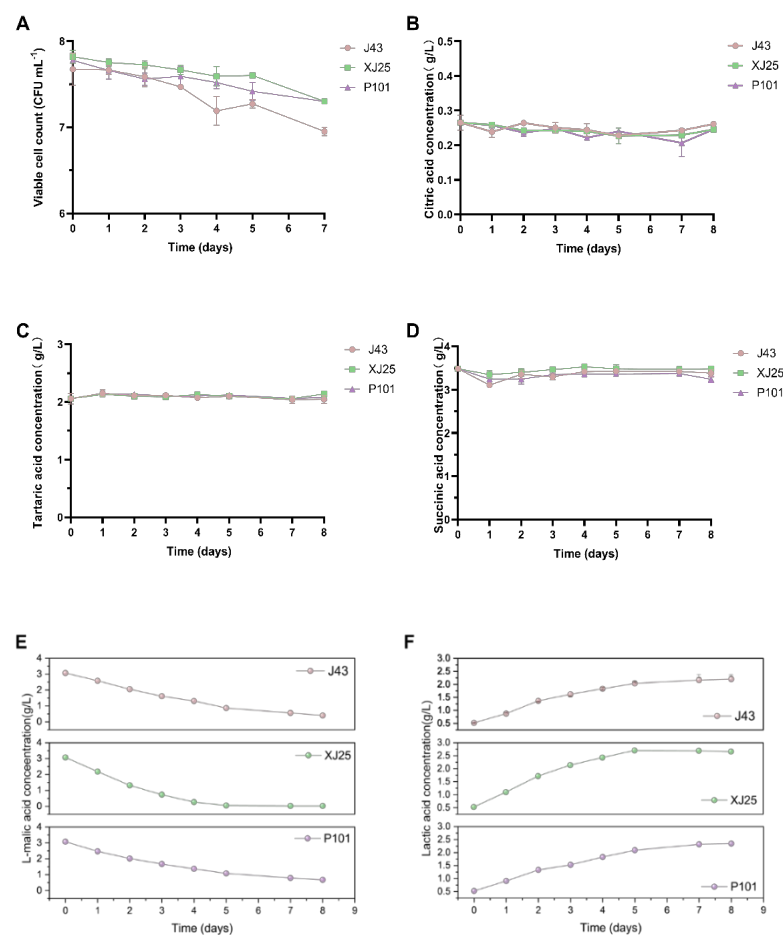 A
Viable cell count (CFU mL-1)
8
7
6
0 1 2 3 4 5 6 7
Time (days)
J43
XJ25
P101
B
Citric acid concentration（ g/L）
0.5
0.4
0.3
0.2
0.1
0.0
0 1 2 3 4 5 6 7 8
Time (days)
J43
XJ25
P101
C
Tartaric acid concentration（ g/L）
3
2
1
0
0 1 2 3 4 5 6 7 8
Time (days)
J43
XJ25
P101
D
Succinic acid concentration（ g/L）
4
3
2
1
0
0 1 2 3 4 5 6 7 8
Time (days)
J43
XJ25
P101
E
L-malic acid conceentration(g/L)
4
3
2
1
0
J43
4
3
2
1
0
XJ25
4
3
2
1
0
P101
0 1 2 3 4 5 6 7 8 9
Time (days)
F
Lactic acid conceentration(g/L)
3.0
2.5
2.0
1.5
1.0
0.5
J43
3.0
2.5
2.0
1.5
1.0
0.5
XJ25
3.0
2.5
2.0
1.5
1.0
0.5
P101
0 1 2 3 4 5 6 7 8 9
Time (days)